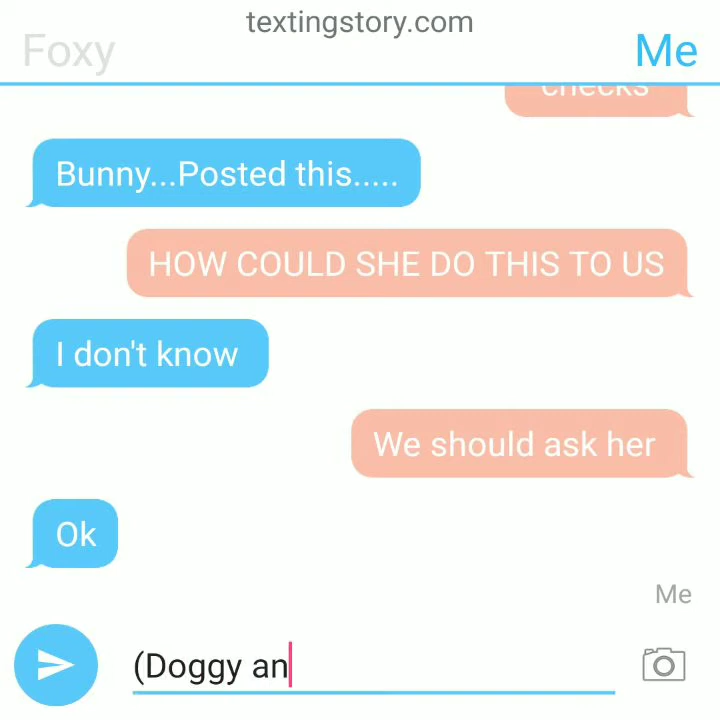 textingstory.com
Foxy
Me
checks
Bunny...Posted this.....
HOW COULD SHE DO THIS TO US
I don't know
We should ask her
Ok
Me
(Doggy an